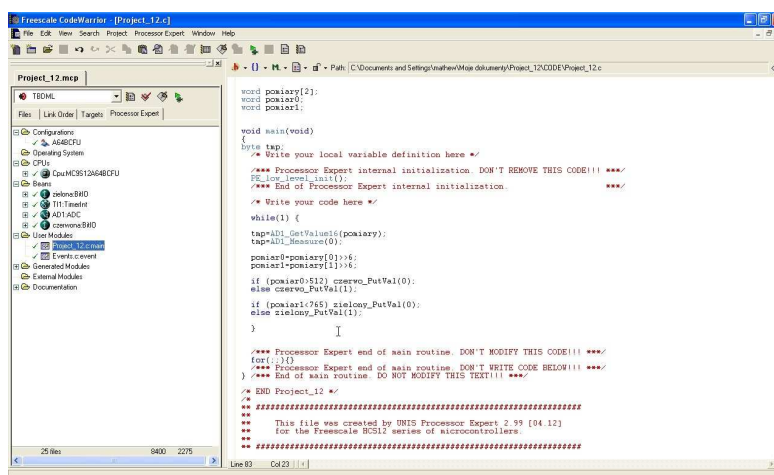 Freescale CodeWarrior - [Project_12.c]
File Edit View Search Project Processor Expert Window Help
Path: C:\Documents and Settings\mathew\Moje dokumenty\Project_12\CODE\Project_12.c
Project_12.mcp
TBDML
Files Link Order Targets Processor Expert
Configurations
A64BCFU
Operating System
CPUs
Cpu:MC9S12A64BCFU
Beans
zielona:BitIO
TI1:TimerInt
AD1:ADC
czerwona:BitIO
User Modules
Project_12.c:main
Events.c:event
Generated Modules
External Modules
Documentation
25 files 8400 2275
word pomiary[2];
word pomiar0;
word pomiar1;
void main(void)
{
byte tmp;
/* Write your local variable definition here */
/*** Processor Expert internal initialization. DON'T REMOVE THIS CODE!!! ***/
PE_low_level_init();
/*** End of Processor Expert internal initialization. ***/
/* Write your code here */
while(1) {
tmp=AD1_GetValue16(pomiary);
tmp=AD1_Measure(0);
pomiar0=pomiary[0]>>6;
pomiar1=pomiary[1]>>6;
if (pomiar0>512) czerwo_PutVal(0);
else czerwo_PutVal(1);
if (pomiar1<765) zielony_PutVal(0);
else zielony_PutVal(1);
}
/*** Processor Expert end of main routine. DON'T MODIFY THIS CODE!!! ***/
for(;;){}
/*** Processor Expert end of main routine. DON'T WRITE CODE BELOW!!! ***/
} /*** End of main routine. DO NOT MODIFY THIS TEXT!!! ***/
/* END Project_12 */
/*
** ###################################################################
**
** This file was created by UNIS Processor Expert 2.99 [04.12]
** for the Freescale HCS12 series of microcontrollers.
**
** ###################################################################
Line 83 Col 23